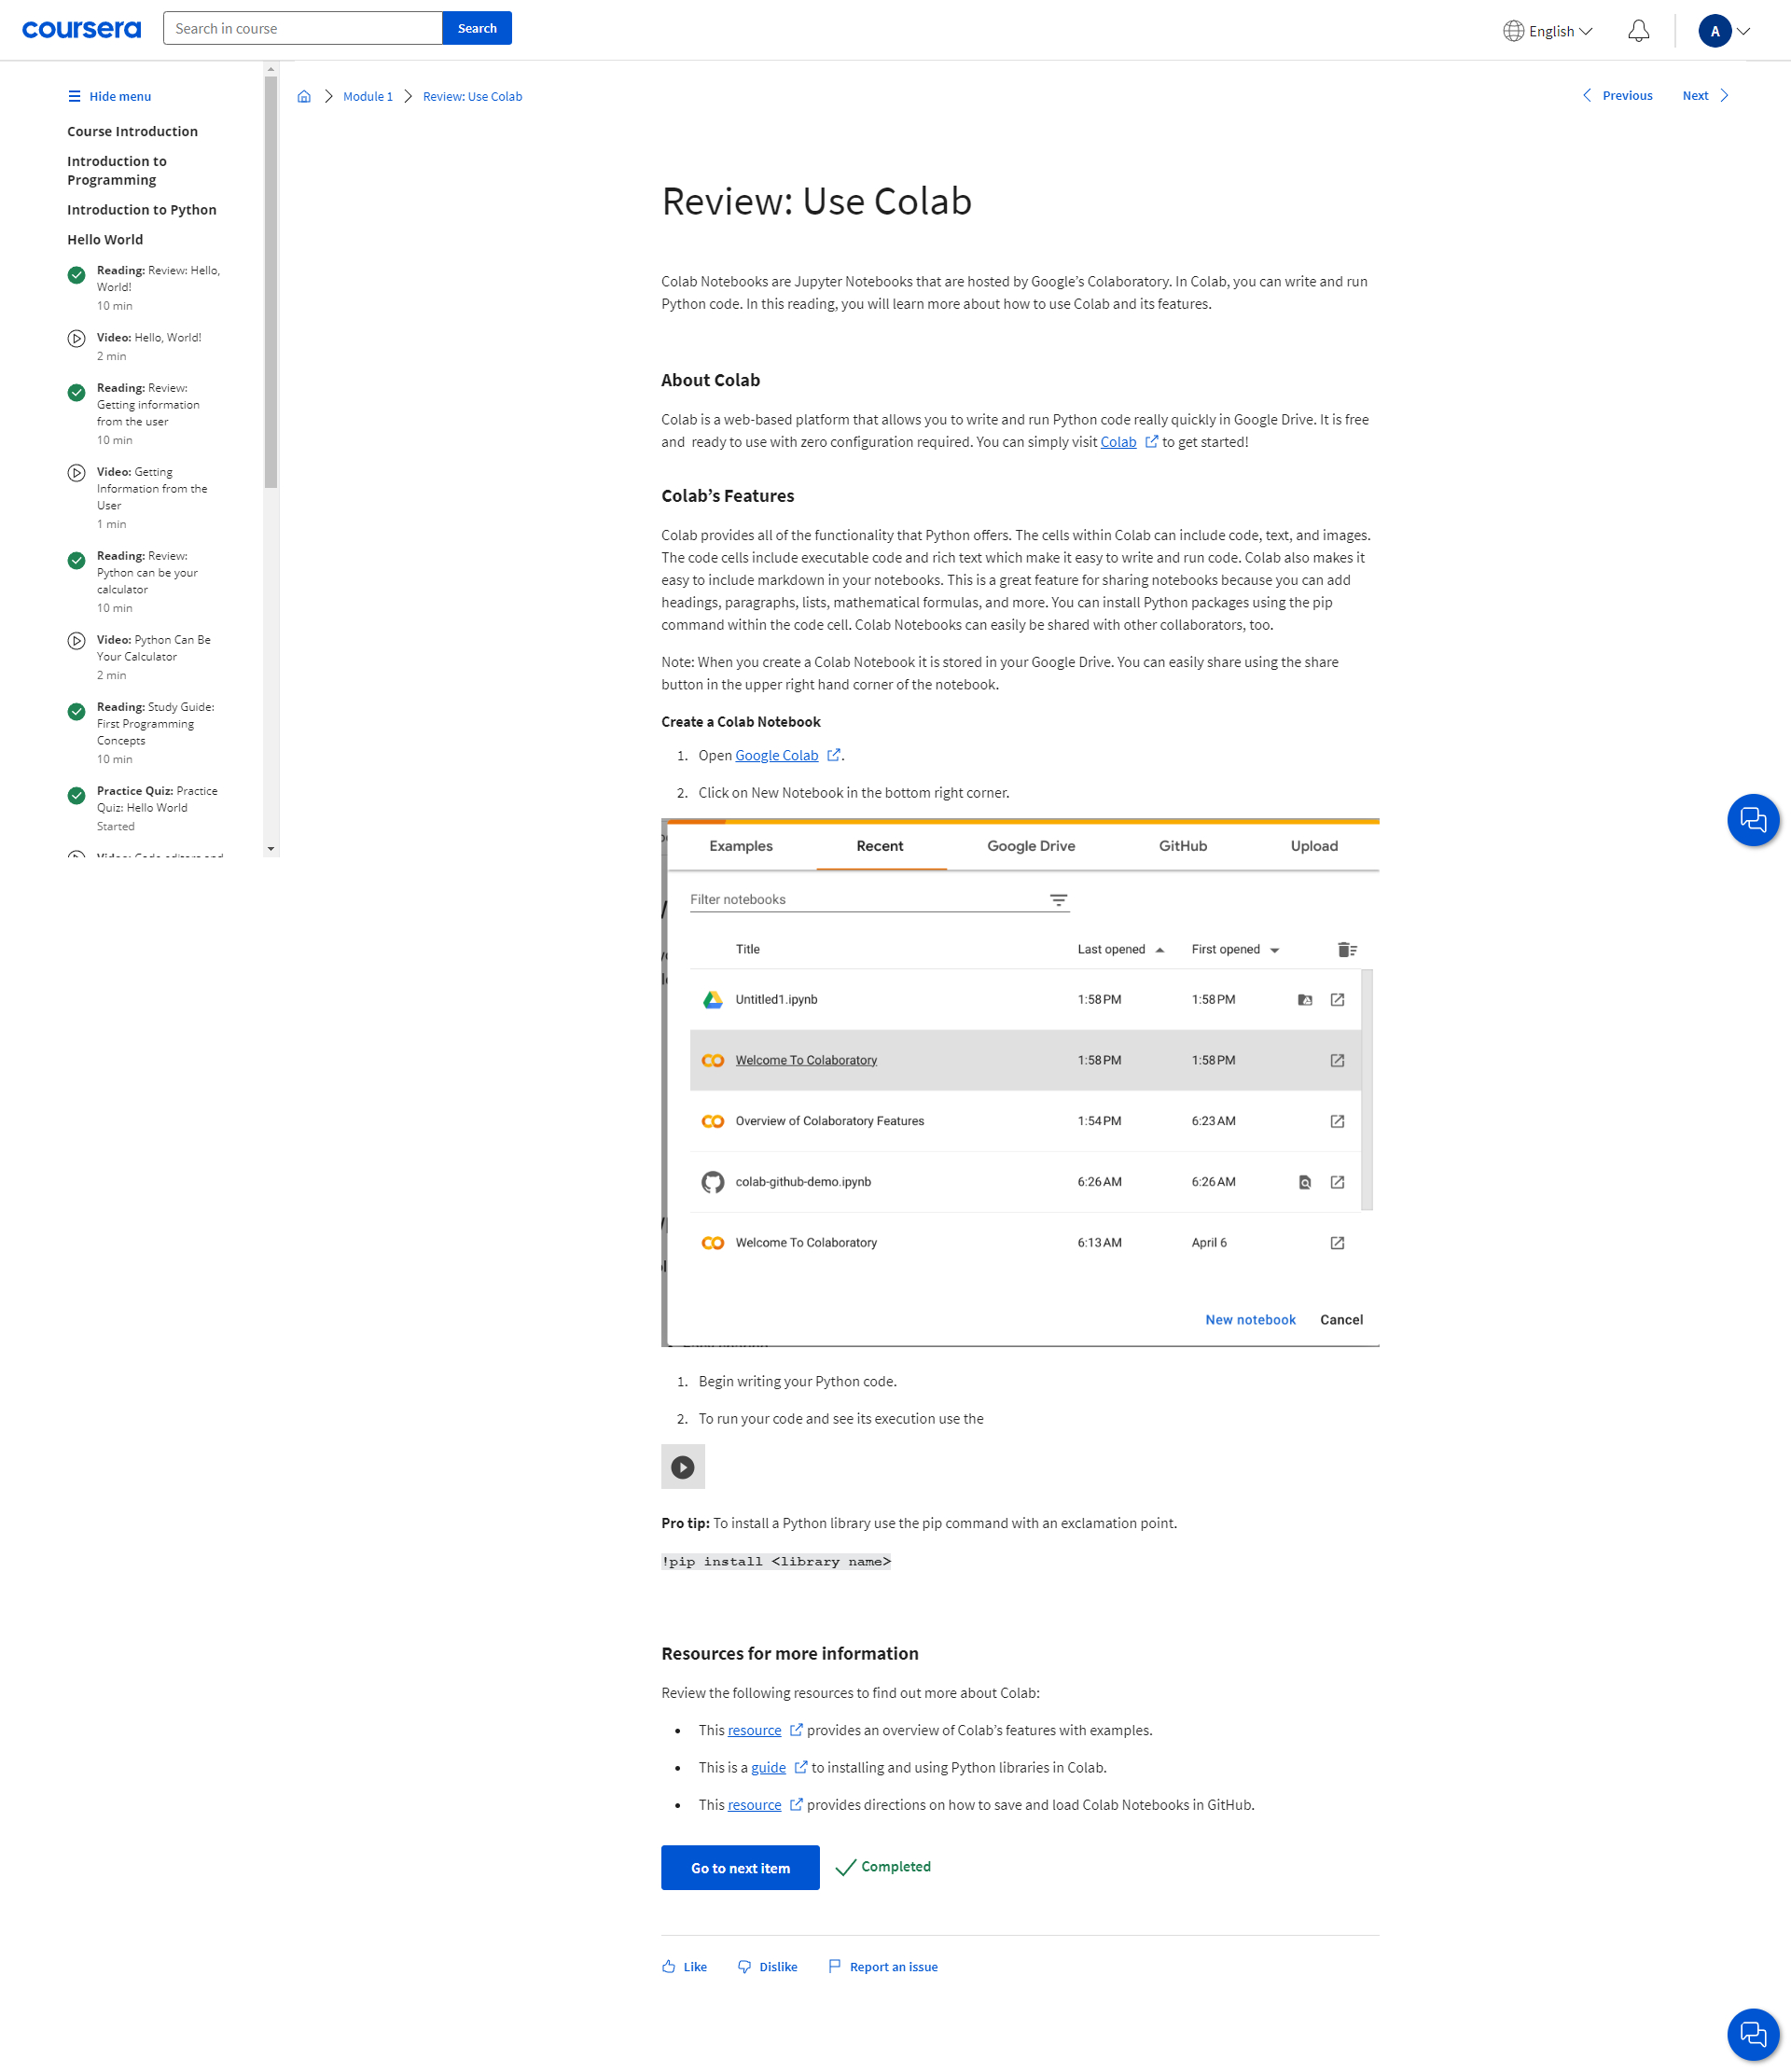 coursera
Search in course
Search
English
A
Hide menu
Course Introduction
Introduction to
Programming
Introduction to Python
Hello World
Reading: Review: Hello,
World!
10 min
Video: Hello, World!
2 min
Reading: Review:
Getting information
from the user
10 min
Video: Getting
Information from the
User
1 min
Reading: Review:
Python can be your
calculator
10 min
Video: Python Can Be
Your Calculator
2 min
Reading: Study Guide:
First Programming
Concepts
10 min
Practice Quiz: Practice
Quiz: Hello World
Started
Video: Code editors and
Module 1
Review: Use Colab
Previous
Next
Review: Use Colab
Colab Notebooks are Jupyter Notebooks that are hosted by Google’s Colaboratory. In Colab, you can write and run
Python code. In this reading, you will learn more about how to use Colab and its features.
About Colab
Colab is a web-based platform that allows you to write and run Python code really quickly in Google Drive. It is free
and  ready to use with zero configuration required. You can simply visit Colab to get started!
Colab’s Features
Colab provides all of the functionality that Python offers. The cells within Colab can include code, text, and images.
The code cells include executable code and rich text which make it easy to write and run code. Colab also makes it
easy to include markdown in your notebooks. This is a great feature for sharing notebooks because you can add
headings, paragraphs, lists, mathematical formulas, and more. You can install Python packages using the pip
command within the code cell. Colab Notebooks can easily be shared with other collaborators, too.
Note: When you create a Colab Notebook it is stored in your Google Drive. You can easily share using the share
button in the upper right hand corner of the notebook.
Create a Colab Notebook
1. Open Google Colab.
2. Click on New Notebook in the bottom right corner.
Examples Recent Google Drive GitHub Upload
Filter notebooks
Title Last opened First opened
Untitled1.ipynb 1:58 PM 1:58 PM
Welcome To Colaboratory 1:58 PM 1:58 PM
Overview of Colaboratory Features 1:54 PM 6:23 AM
colab-github-demo.ipynb 6:26 AM 6:26 AM
Welcome To Colaboratory 6:13 AM April 6
New notebook Cancel
1. Begin writing your Python code.
2. To run your code and see its execution use the
Pro tip: To install a Python library use the pip command with an exclamation point.
!pip install <library name>
Resources for more information
Review the following resources to find out more about Colab:
• This resource provides an overview of Colab’s features with examples.
• This is a guide to installing and using Python libraries in Colab.
• This resource provides directions on how to save and load Colab Notebooks in GitHub.
Go to next item
Completed
Like
Dislike
Report an issue